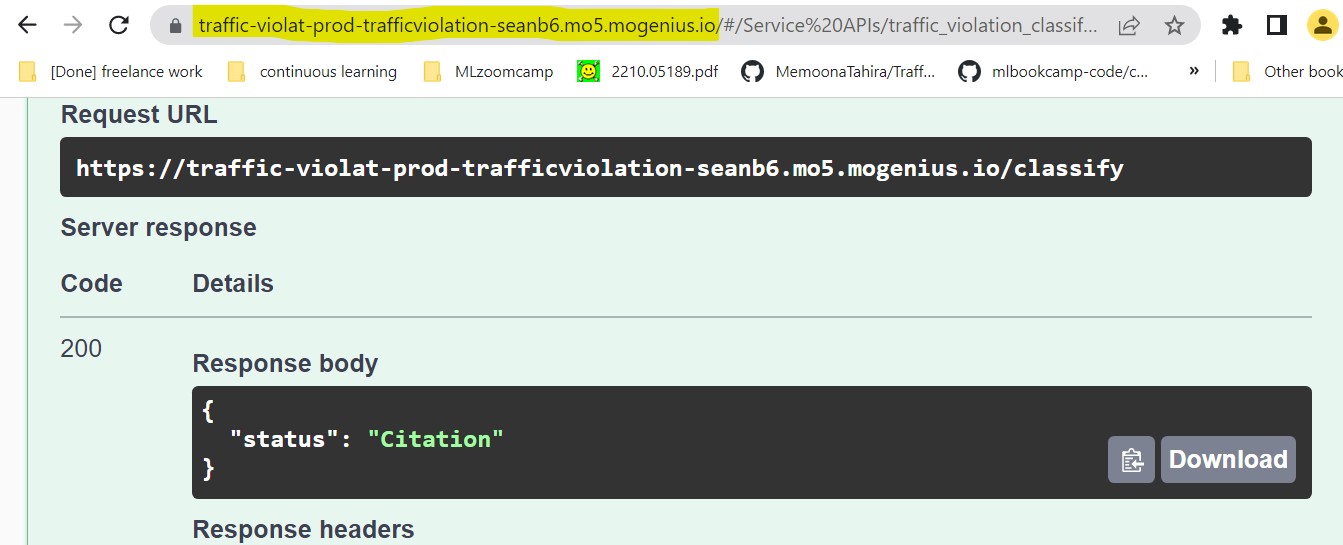 traffic-violat-prod-trafficviolation-seanb6.mo5.mogenius.io/#/Service%20APIs/traffic_violation_classif...
[Done] freelance work continuous learning MLzoomcamp 2210.05189.pdf MemoonaTahira/Traff... mlbookcamp-code/c... » Other book
Request URL
https://traffic-violat-prod-trafficviolation-seanb6.mo5.mogenius.io/classify
Server response
Code Details
200
Response body
{
"status": "Citation"
}
Download
Response headers